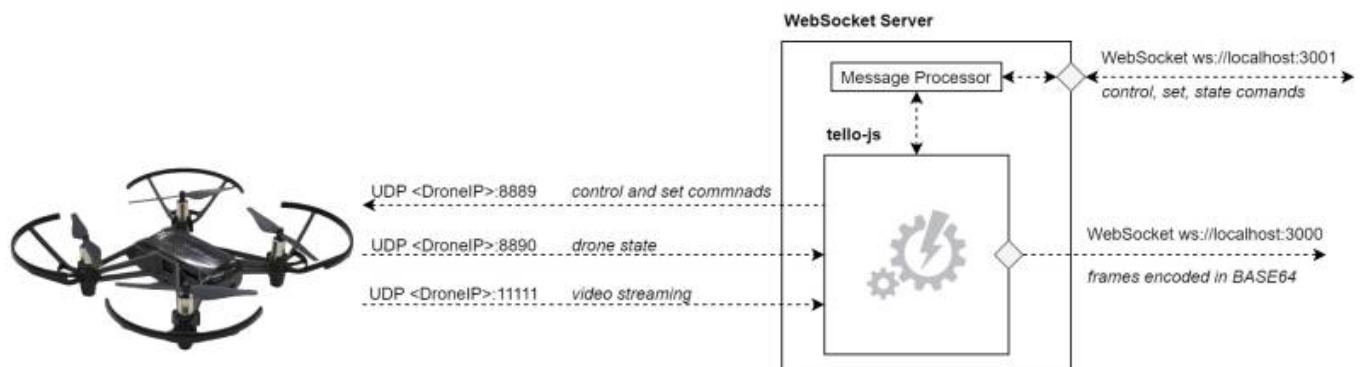 WebSocket Server
WebSocket ws://localhost:3001
Message Processor
control, set, state comands
tello-js
UDP <DroneIP>:8889 control and set commnads
UDP <DroneIP>:8890 drone state
WebSocket ws://localhost:3000
frames encoded in BASE64
UDP <DroneIP>:11111 video streaming